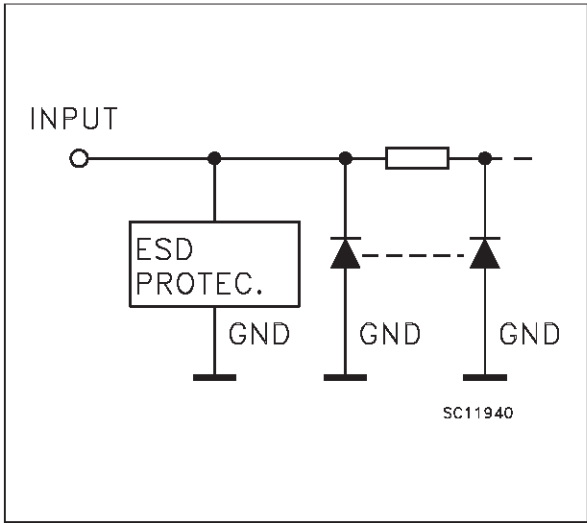 INPUT
ESD
PROTEC.
GND
GND
GND
SC11940